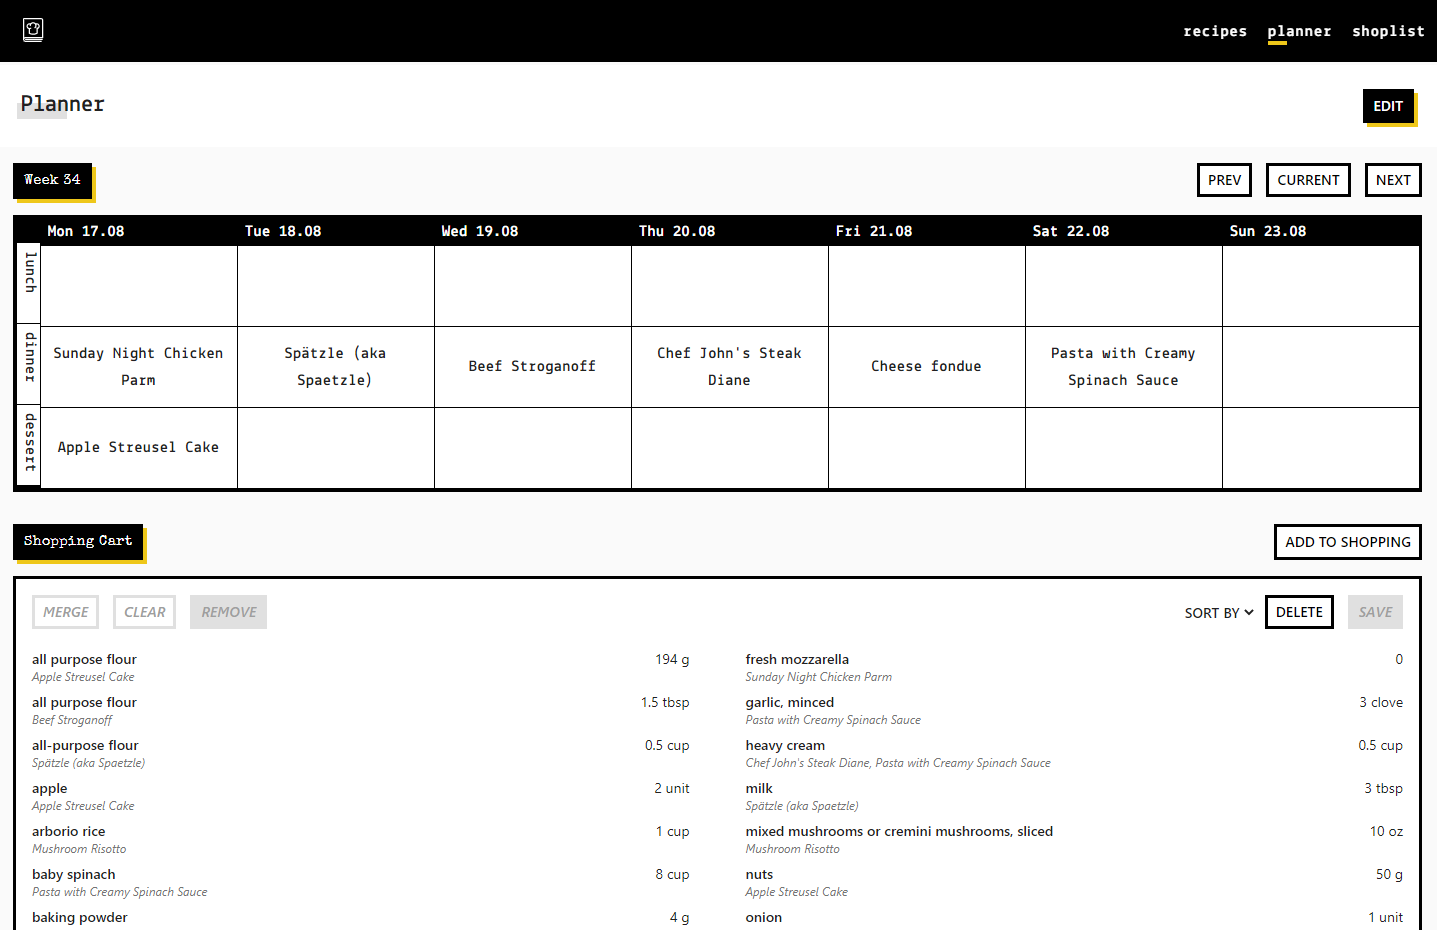 recipes planner shoplist
Planner
EDIT
Week 34
PREV CURRENT NEXT
Mon 17.08 Tue 18.08 Wed 19.08 Thu 20.08 Fri 21.08 Sat 22.08 Sun 23.08
lunch
dinner
Sunday Night Chicken
Parm
Spätzle (aka
Spaetzle)
Beef Stroganoff
Chef John's Steak
Diane
Cheese fondue
Pasta with Creamy
Spinach Sauce
dessert
Apple Streusel Cake
Shopping Cart
ADD TO SHOPPING
MERGE CLEAR REMOVE
SORT BY DELETE SAVE
all purpose flour 194 g
Apple Streusel Cake
all purpose flour 1.5 tbsp
Beef Stroganoff
all-purpose flour 0.5 cup
Spätzle (aka Spaetzle)
apple 2 unit
Apple Streusel Cake
arborio rice 1 cup
Mushroom Risotto
baby spinach 8 cup
Pasta with Creamy Spinach Sauce
baking powder 4 g
fresh mozzarella 0
Sunday Night Chicken Parm
garlic, minced 3 clove
Pasta with Creamy Spinach Sauce
heavy cream 0.5 cup
Chef John's Steak Diane, Pasta with Creamy Spinach Sauce
milk 3 tbsp
Spätzle (aka Spaetzle)
mixed mushrooms or cremini mushrooms, sliced 10 oz
Mushroom Risotto
nuts 50 g
Apple Streusel Cake
onion 1 unit